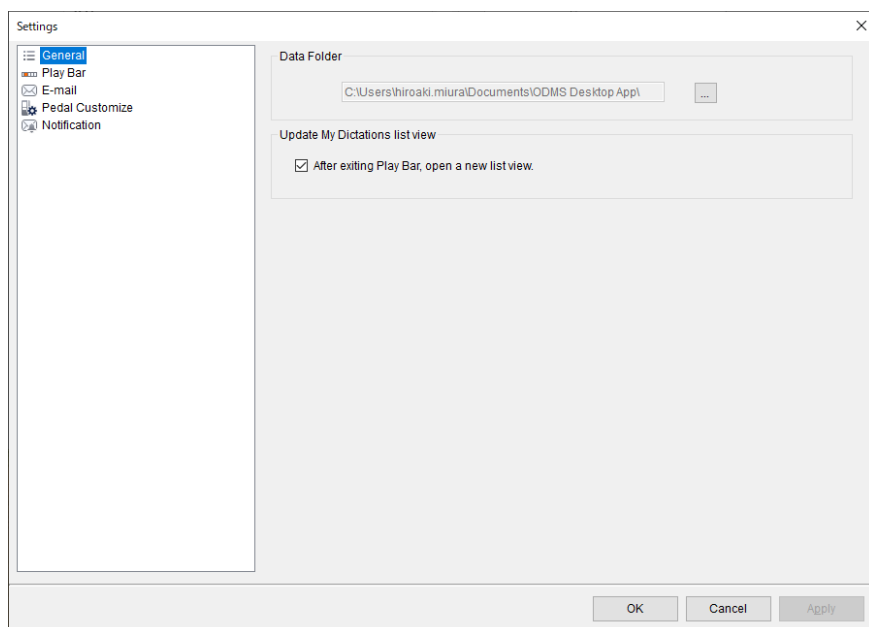 Settings
General
Play Bar
E-mail
Pedal Customize
Notification
Data Folder
C:\Users\hiroaki.miura\Documents\ODMS Desktop App\
...
Update My Dictations list view
After exiting Play Bar, open a new list view.
OK
Cancel
Apply